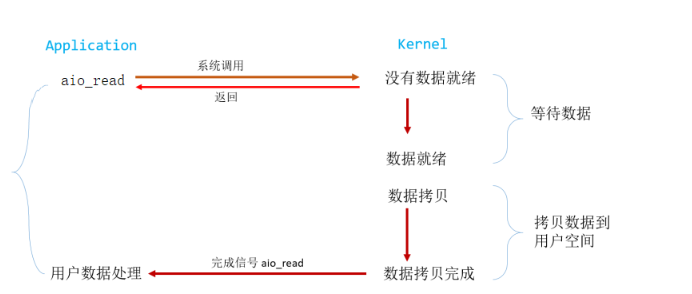 Application
Kernel
系统调用
aio_read
没有数据就绪
返回
等待数据
数据就绪
数据拷贝
拷贝数据到
用户空间
完成信号 aio_read
用户数据处理
数据拷贝完成